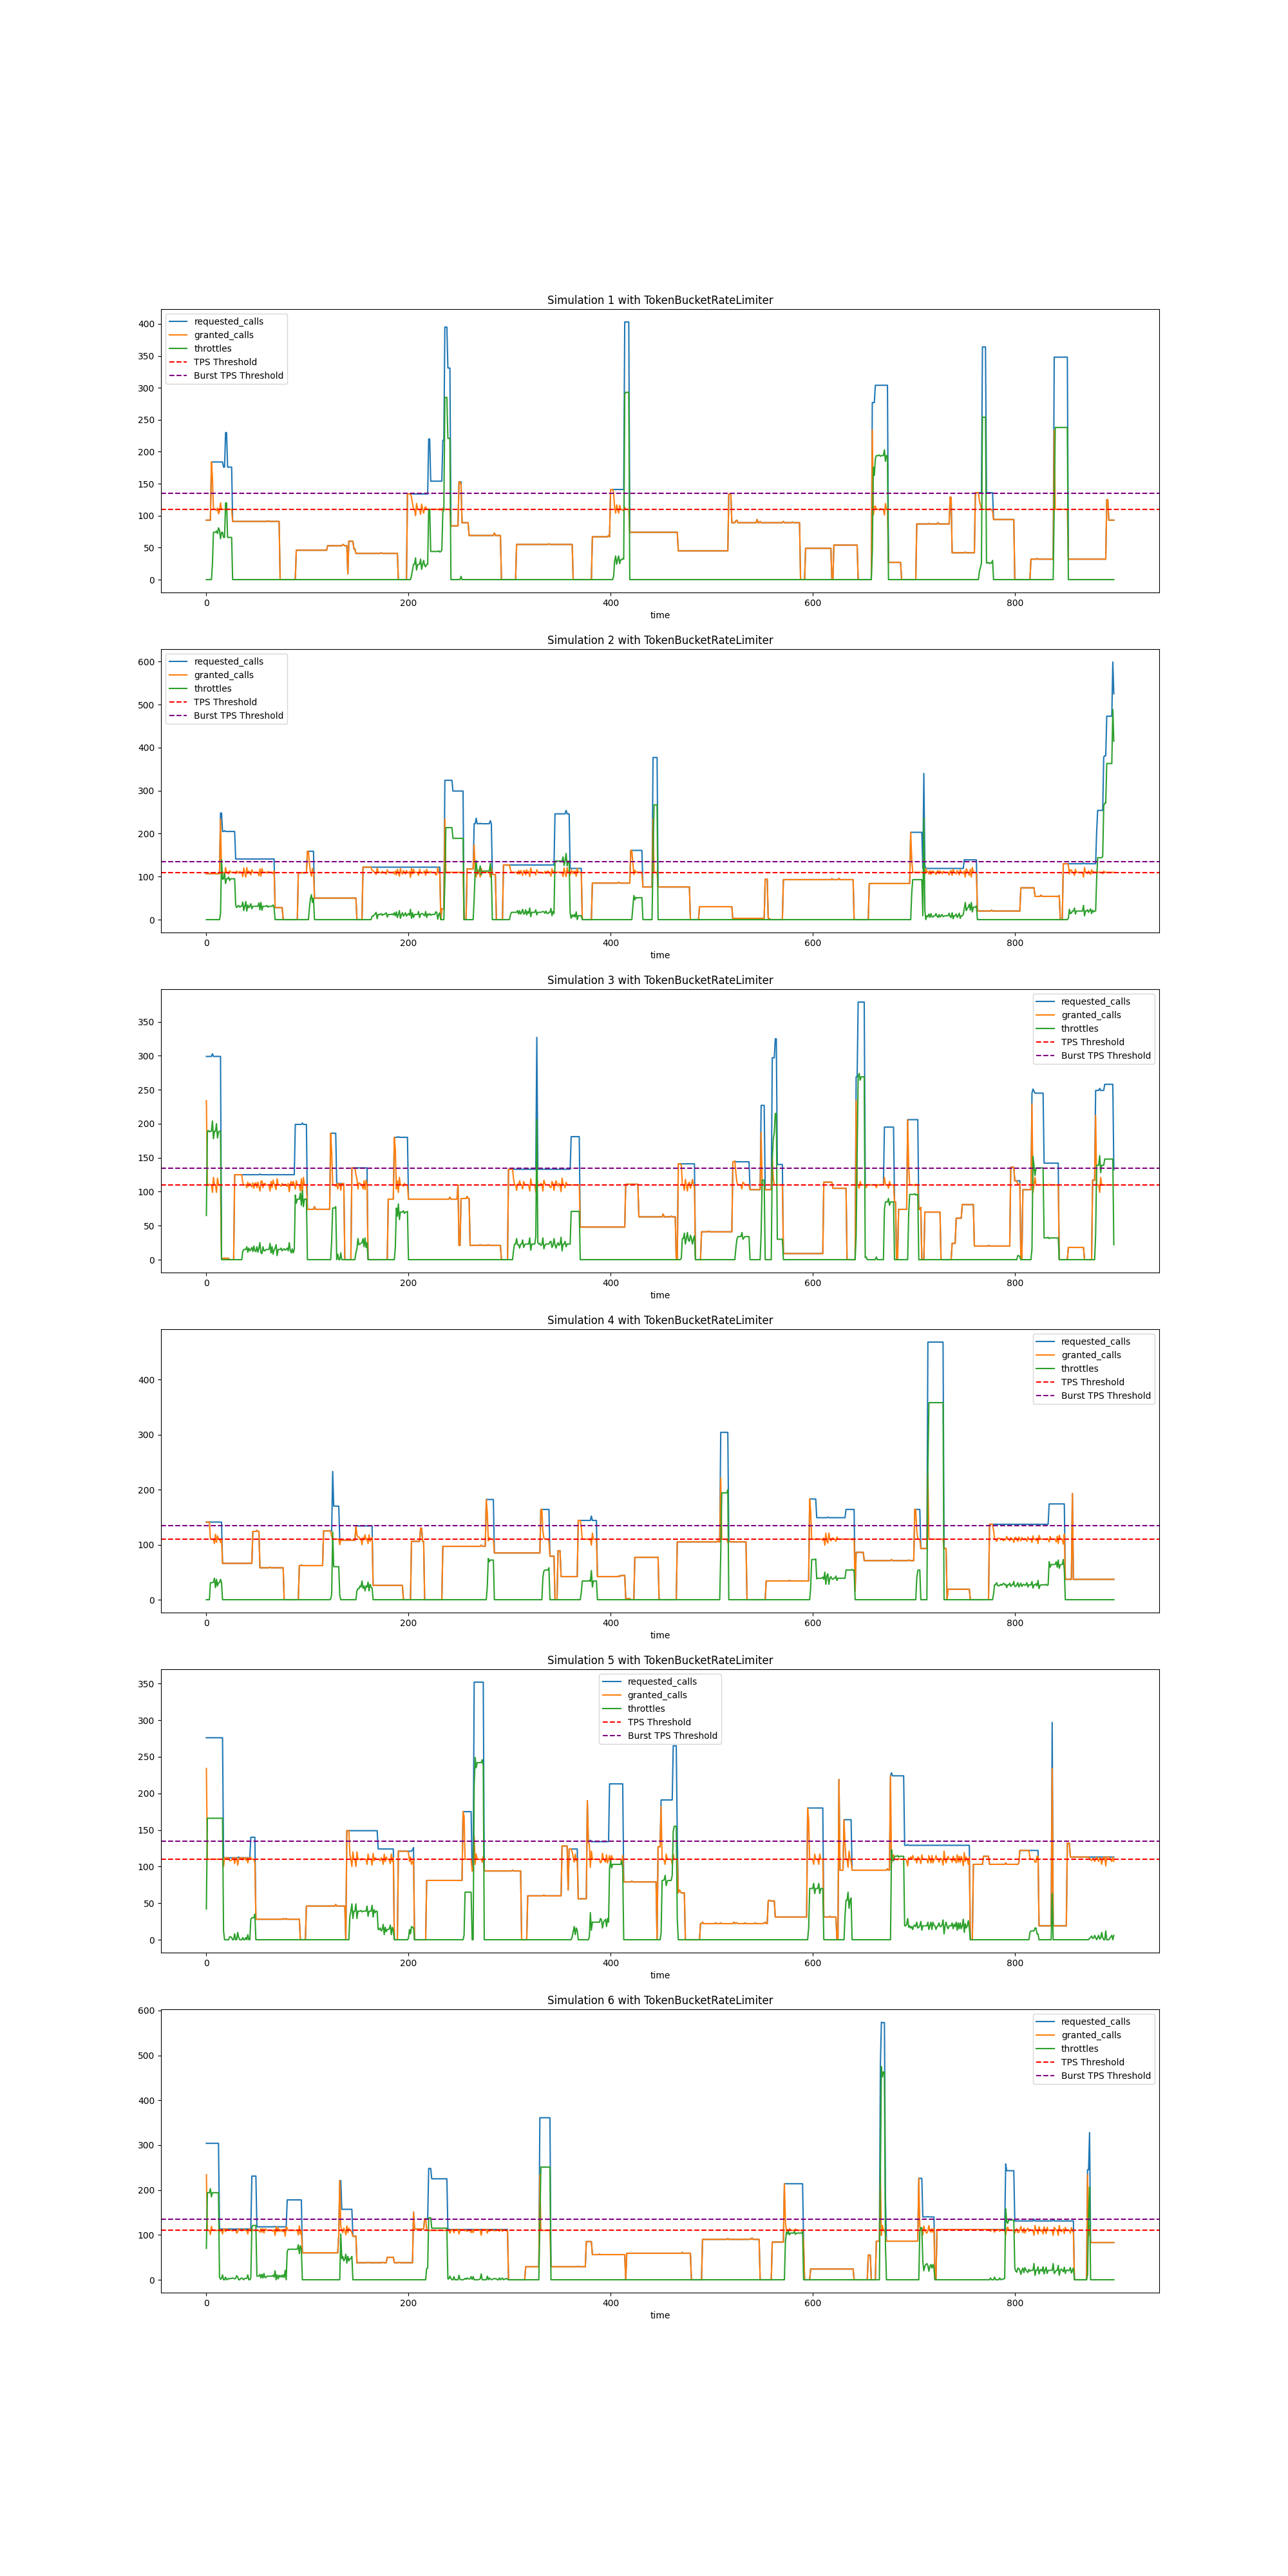 Simulation 1 with TokenBucketRateLimiter
requested_calls
granted_calls
throttles
TPS Threshold
Burst TPS Threshold
400
350
300
250
200
150
100
50
0
0 200 400 600 800
time
Simulation 2 with TokenBucketRateLimiter
requested_calls
granted_calls
throttles
TPS Threshold
Burst TPS Threshold
600
500
400
300
200
100
0
0 200 400 600 800
time
Simulation 3 with TokenBucketRateLimiter
requested_calls
granted_calls
throttles
TPS Threshold
Burst TPS Threshold
350
300
250
200
150
100
50
0
0 200 400 600 800
time
Simulation 4 with TokenBucketRateLimiter
requested_calls
granted_calls
throttles
TPS Threshold
Burst TPS Threshold
400
300
200
100
0
0 200 400 600 800
time
Simulation 5 with TokenBucketRateLimiter
requested_calls
granted_calls
throttles
TPS Threshold
Burst TPS Threshold
350
300
250
200
150
100
50
0
0 200 400 600 800
time
Simulation 6 with TokenBucketRateLimiter
requested_calls
granted_calls
throttles
TPS Threshold
Burst TPS Threshold
600
500
400
300
200
100
0
0 200 400 600 800
time